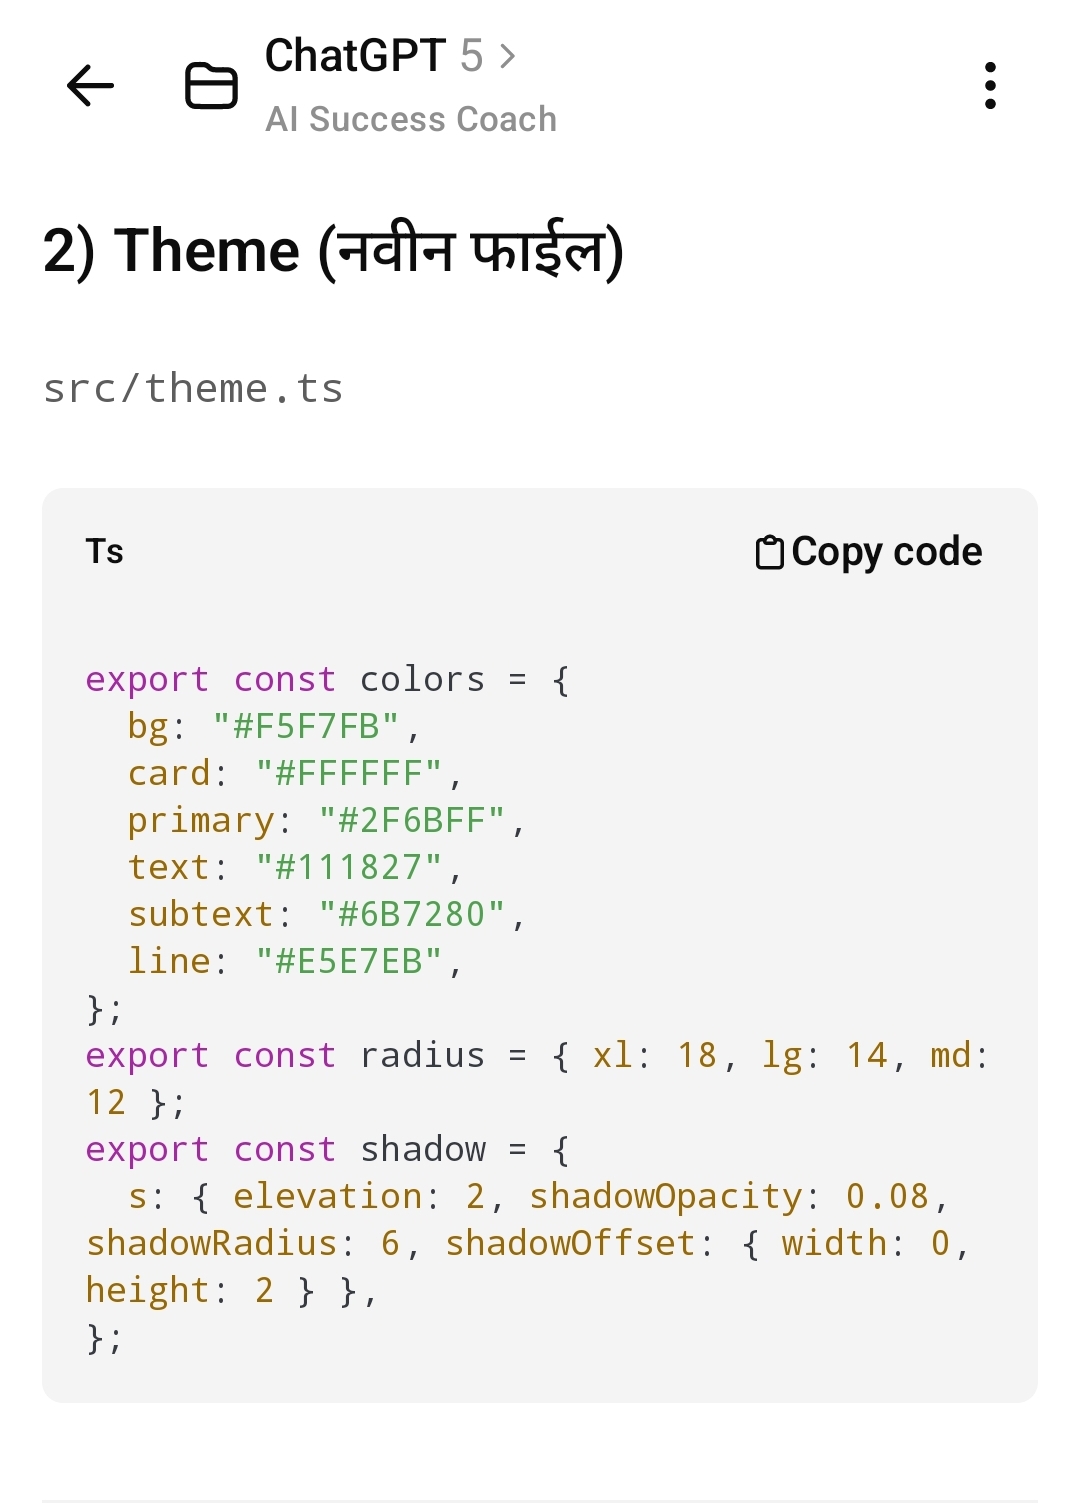 ChatGPT 5 >
AI Success Coach
2) Theme (नवीन फाईल)
src/theme.ts
Ts
Copy code
export const colors = {
  bg: "#F5F7FB",
  card: "#FFFFFF",
  primary: "#2F6BFF",
  text: "#111827",
  subtext: "#6B7280",
  line: "#E5E7EB",
};
export const radius = { xl: 18, lg: 14, md:
12 };
export const shadow = {
  s: { elevation: 2, shadowOpacity: 0.08,
shadowRadius: 6, shadowOffset: { width: 0,
height: 2 } },
};